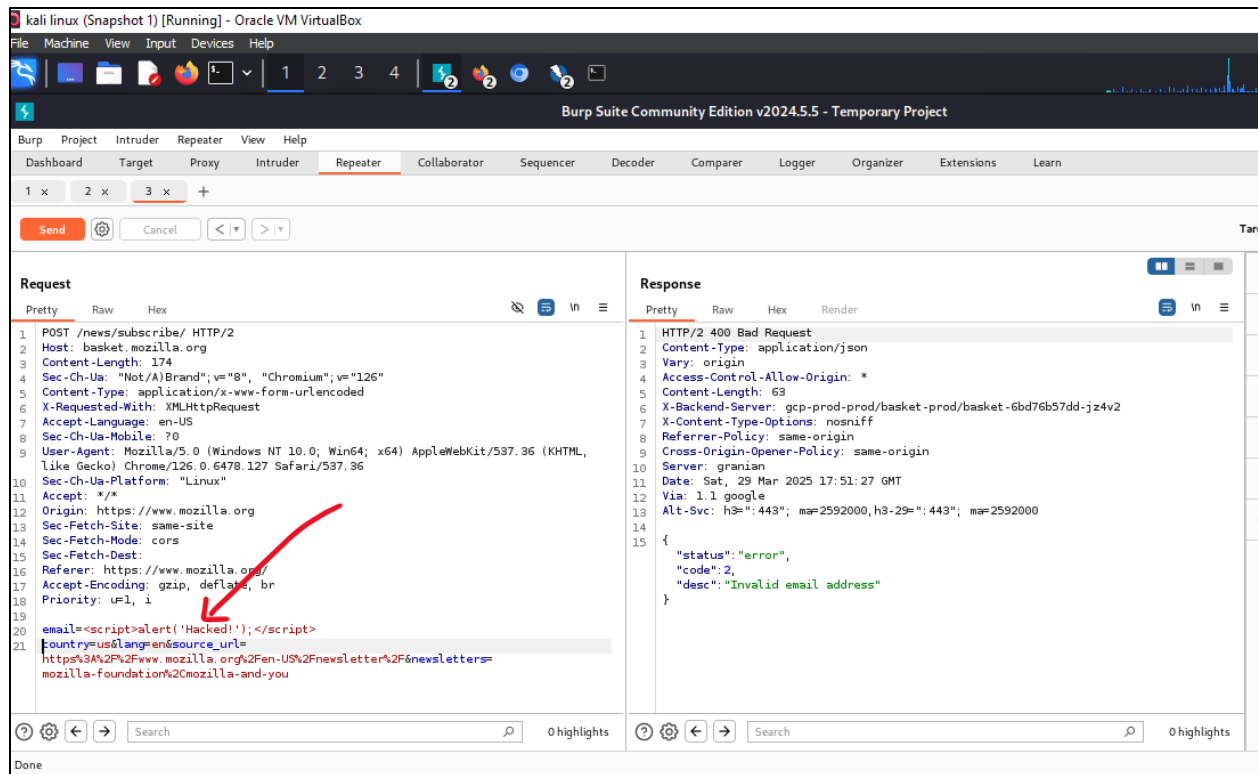 kali linux (Snapshot 1) [Running] - Oracle VM VirtualBox
File Machine View Input Devices Help
1 2 3 4 2 2 2
Burp Suite Community Edition v2024.5.5 - Temporary Project
Burp Project Intruder Repeater View Help
Dashboard Target Proxy Intruder Repeater Collaborator Sequencer Decoder Comparer Logger Organizer Extensions Learn
1 × 2 × 3 × +
Send Cancel < > Tar
Request
Pretty Raw Hex \n
1 POST /news/subscribe/ HTTP/2
2 Host: basket.mozilla.org
3 Content-Length: 174
4 Sec-Ch-Ua: "Not/A)Brand";v="8", "Chromium";v="126"
5 Content-Type: application/x-www-form-urlencoded
6 X-Requested-With: XMLHttpRequest
7 Accept-Language: en-US
8 Sec-Ch-Ua-Mobile: ?0
9 User-Agent: Mozilla/5.0 (Windows NT 10.0; Win64; x64) AppleWebKit/537.36 (KHTML,
like Gecko) Chrome/126.0.6478.127 Safari/537.36
10 Sec-Ch-Ua-Platform: "Linux"
11 Accept: */*
12 Origin: https://www.mozilla.org
13 Sec-Fetch-Site: same-site
14 Sec-Fetch-Mode: cors
15 Sec-Fetch-Dest:
16 Referer: https://www.mozilla.org/
17 Accept-Encoding: gzip, deflate, br
18 Priority: u=1, i
19
20 email=<script>alert('Hacked!');</script>
21 country=us&lang=en&source_url=
https%3A%2F%2Fwww.mozilla.org%2Fen-US%2Fnewsletter%2F&newsletters=
mozilla-foundation%2Cmozilla-and-you
Search 0 highlights
Response
Pretty Raw Hex Render \n
1 HTTP/2 400 Bad Request
2 Content-Type: application/json
3 Vary: origin
4 Access-Control-Allow-Origin: *
5 Content-Length: 63
6 X-Backend-Server: gcp-prod-prod/basket-prod/basket-6bd76b57dd-jz4v2
7 X-Content-Type-Options: nosniff
8 Referrer-Policy: same-origin
9 Cross-Origin-Opener-Policy: same-origin
10 Server: granian
11 Date: Sat, 29 Mar 2025 17:51:27 GMT
12 Via: 1.1 google
13 Alt-Svc: h3=":443"; ma=2592000,h3-29=":443"; ma=2592000
14
15 {
"status":"error",
"code":2,
"desc":"Invalid email address"
}
Search 0 highlights
Done